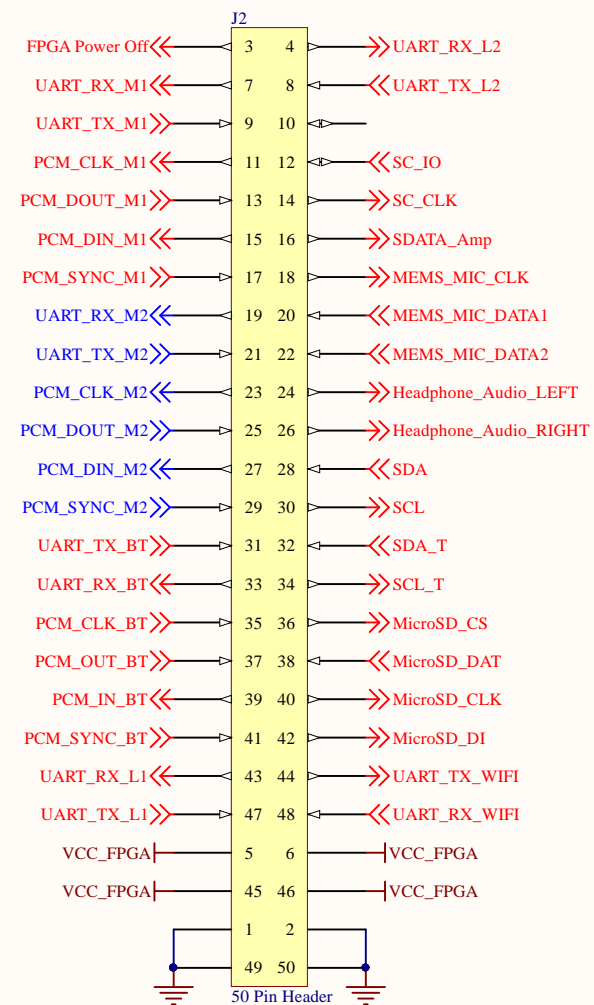 J2
FPGA Power Off 3 4 UART_RX_L2
UART_RX_M1 7 8 UART_TX_L2
UART_TX_M1 9 10
PCM_CLK_M1 11 12 SC_IO
PCM_DOUT_M1 13 14 SC_CLK
PCM_DIN_M1 15 16 SDATA_Amp
PCM_SYNC_M1 17 18 MEMS_MIC_CLK
UART_RX_M2 19 20 MEMS_MIC_DATA1
UART_TX_M2 21 22 MEMS_MIC_DATA2
PCM_CLK_M2 23 24 Headphone_Audio_LEFT
PCM_DOUT_M2 25 26 Headphone_Audio_RIGHT
PCM_DIN_M2 27 28 SDA
PCM_SYNC_M2 29 30 SCL
UART_TX_BT 31 32 SDA_T
UART_RX_BT 33 34 SCL_T
PCM_CLK_BT 35 36 MicroSD_CS
PCM_OUT_BT 37 38 MicroSD_DAT
PCM_IN_BT 39 40 MicroSD_CLK
PCM_SYNC_BT 41 42 MicroSD_DI
UART_RX_L1 43 44 UART_TX_WIFI
UART_TX_L1 47 48 UART_RX_WIFI
VCC_FPGA 5 6 VCC_FPGA
VCC_FPGA 45 46 VCC_FPGA
1 2
49 50
50 Pin Header